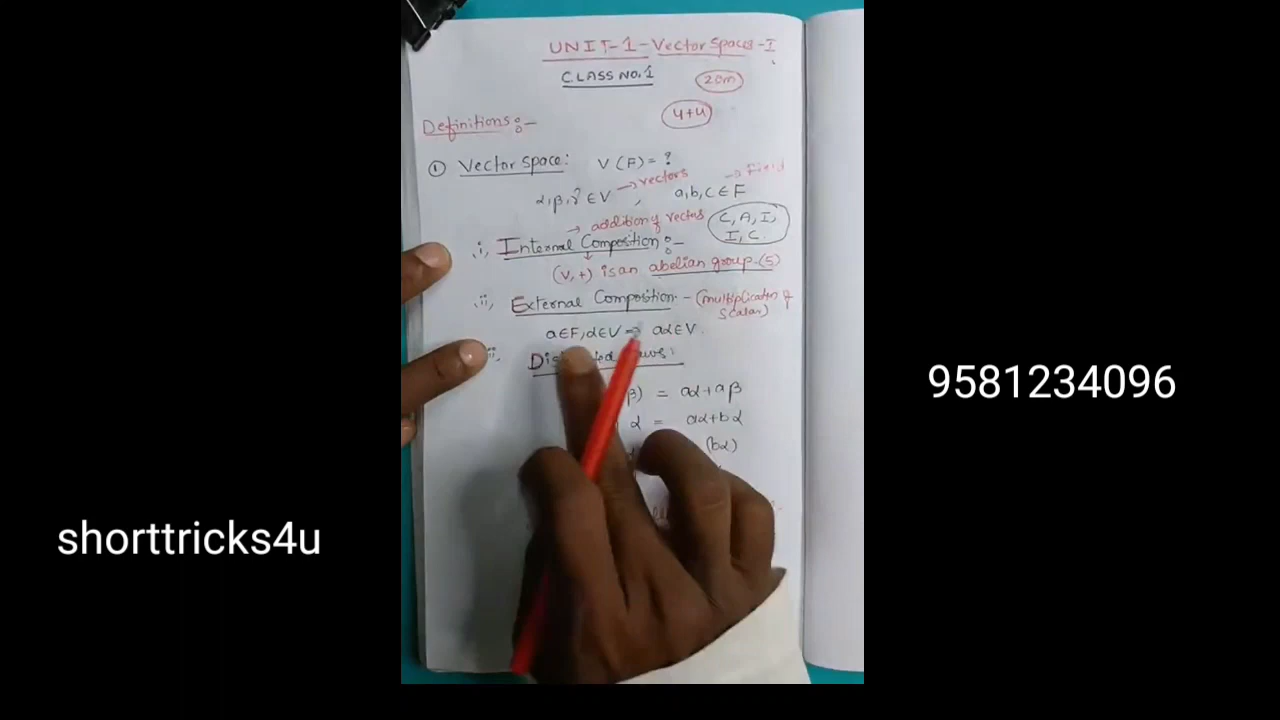 UNIT-1-Vector Spaces-I
CLASS NO.1
2cm
4+4
Definitions:-
① Vector Space: V(F)=?
α,β,γ ∈V → vectors , a,b,c ∈ F → Field
→ addition of vectors
C, A, I,
I, C.
i, Internal Composition:-
(V,+) is an abelian group.(5)
ii, External Composition - (multiplication of
scalar)
a∈F, α∈V ⇒ aα∈V.
aws:
β) = aα+aβ
α = aα+bα
(bα)
9581234096
shorttricks4u